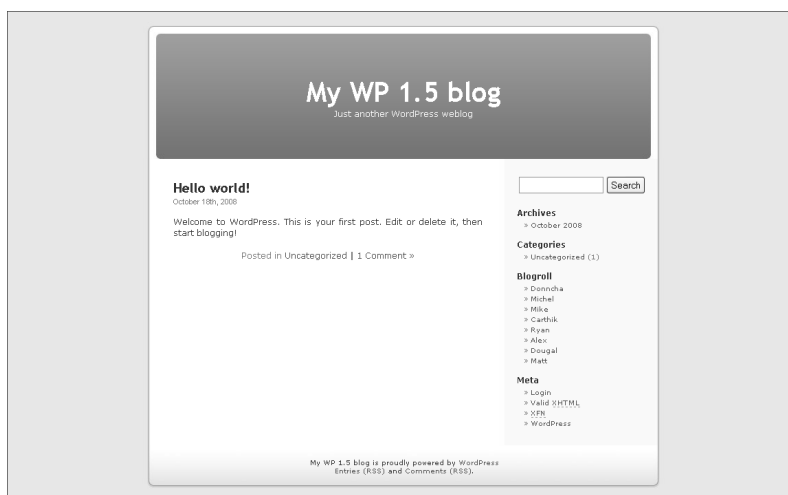 My WP 1.5 blog
Just another WordPress weblog
Hello world!
October 18th, 2008
Welcome to WordPress. This is your first post. Edit or delete it, then
start blogging!
Posted in Uncategorized | 1 Comment »
Search
Archives
» October 2008
Categories
» Uncategorized (1)
Blogroll
» Donncha
» Michel
» Mike
» Carthik
» Ryan
» Alex
» Dougal
» Matt
Meta
» Login
» Valid XHTML
» XFN
» WordPress
My WP 1.5 blog is proudly powered by WordPress
Entries (RSS) and Comments (RSS).